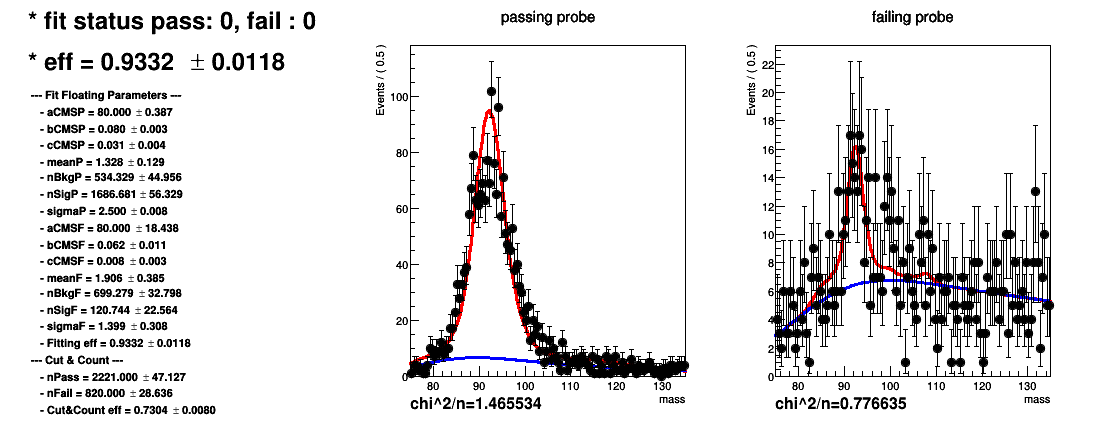 * fit status pass: 0, fail : 0
* eff = 0.9332 ± 0.0118
--- Fit Floating Parameters ---
- aCMSP = 80.000 ± 0.387
- bCMSP = 0.080 ± 0.003
- cCMSP = 0.031 ± 0.004
- meanP = 1.328 ± 0.129
- nBkgP = 534.329 ± 44.956
- nSigP = 1686.681 ± 56.329
- sigmaP = 2.500 ± 0.008
- aCMSF = 80.000 ± 18.438
- bCMSF = 0.062 ± 0.011
- cCMSF = 0.008 ± 0.003
- meanF = 1.906 ± 0.385
- nBkgF = 699.279 ± 32.798
- nSigF = 120.744 ± 22.564
- sigmaF = 1.399 ± 0.308
- Fitting eff = 0.9332 ± 0.0118
--- Cut & Count ---
- nPass = 2221.000 ± 47.127
- nFail = 820.000 ± 28.636
- Cut&Count eff = 0.7304 ± 0.0080
passing probe
Events / ( 0.5 )
100
80
60
40
20
0
80 90 100 110 120 130
mass
chi^2/n=1.465534
failing probe
Events / ( 0.5 )
22
20
18
16
14
12
10
8
6
4
2
0
80 90 100 110 120 130
mass
chi^2/n=0.776635